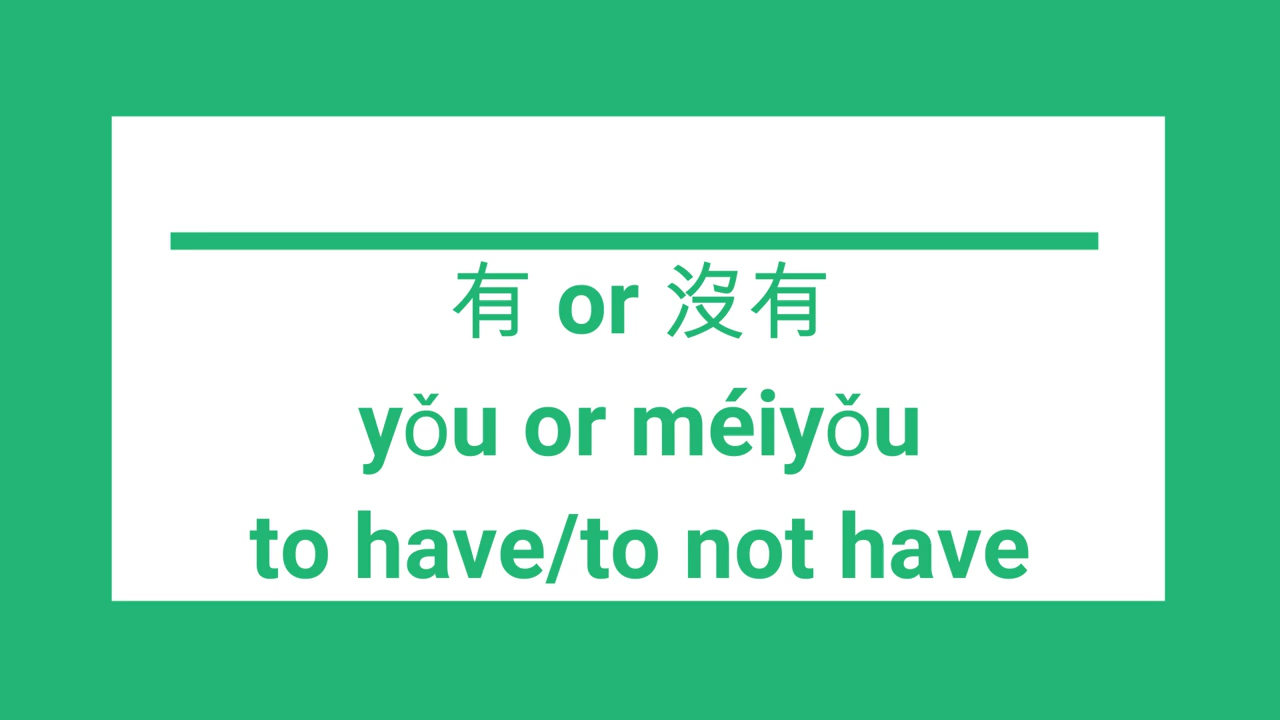 有 or 沒有
yǒu or méiyǒu
to have/to not have